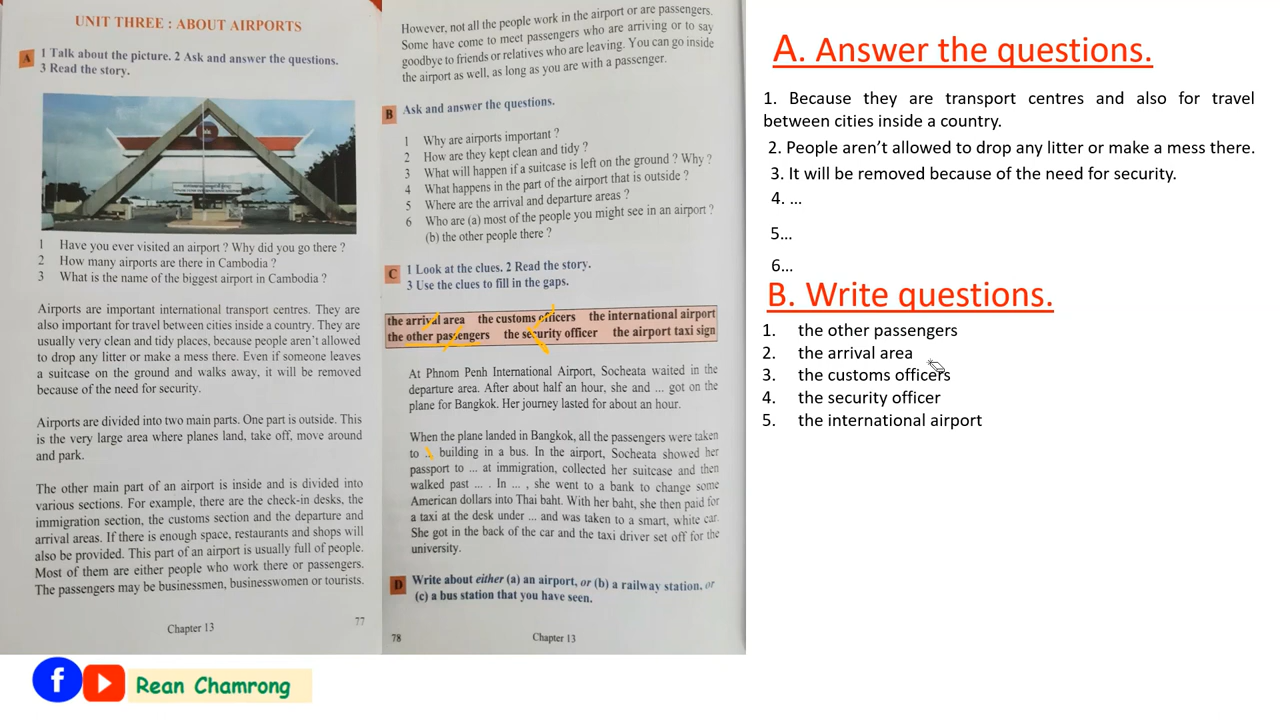 UNIT THREE : ABOUT AIRPORTS
A
1 Talk about the picture. 2 Ask and answer the questions.
3 Read the story.
1 Have you ever visited an airport ? Why did you go there ?
2 How many airports are there in Cambodia ?
3 What is the name of the biggest airport in Cambodia ?
Airports are important international transport centres. They are
also important for travel between cities inside a country. They are
usually very clean and tidy places, because people aren't allowed
to drop any litter or make a mess there. Even if someone leaves
a suitcase on the ground and walks away, it will be removed
because of the need for security.
Airports are divided into two main parts. One part is outside. This
is the very large area where planes land, take off, move around
and park.
The other main part of an airport is inside and is divided into
various sections. For example, there are the check-in desks, the
immigration section, the customs section and the departure and
arrival areas. If there is enough space, restaurants and shops will
also be provided. This part of an airport is usually full of people.
Most of them are either people who work there or passengers.
The passengers may be businessmen, businesswomen or tourists.
Chapter 13
77
However, not all the people work in the airport or are passengers.
Some have come to meet passengers who are arriving or to say
goodbye to friends or relatives who are leaving. You can go inside
the airport as well, as long as you are with a passenger.
B
Ask and answer the questions.
1 Why are airports important ?
2 How are they kept clean and tidy ?
3 What will happen if a suitcase is left on the ground ? Why ?
4 What happens in the part of the airport that is outside ?
5 Where are the arrival and departure areas ?
6 Who are (a) most of the people you might see in an airport ?
(b) the other people there ?
C
1 Look at the clues. 2 Read the story.
3 Use the clues to fill in the gaps.
the arrival area the customs officers the international airport
the other passengers the security officer the airport taxi sign
At Phnom Penh International Airport, Socheata waited in the
departure area. After about half an hour, she and ... got on the
plane for Bangkok. Her journey lasted for about an hour.
When the plane landed in Bangkok, all the passengers were taken
to ... building in a bus. In the airport, Socheata showed her
passport to ... at immigration, collected her suitcase and then
walked past ... . In ... , she went to a bank to change some
American dollars into Thai baht. With her baht, she then paid for
a taxi at the desk under ... and was taken to a smart, white car.
She got in the back of the car and the taxi driver set off for the
university.
D
Write about either (a) an airport, or (b) a railway station, or
(c) a bus station that you have seen.
78
Chapter 13
A. Answer the questions.
1. Because they are transport centres and also for travel
between cities inside a country.
2. People aren't allowed to drop any litter or make a mess there.
3. It will be removed because of the need for security.
4. ...
5...
6...
B. Write questions.
1. the other passengers
2. the arrival area
3. the customs officers
4. the security officer
5. the international airport
f
Rean Chamrong